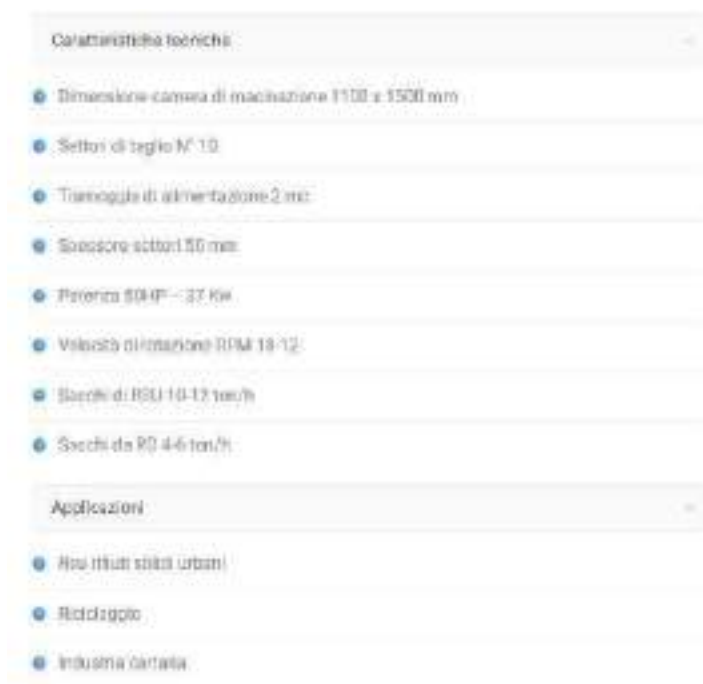 Caratteristiche tecniche
Dimensione camera di macinazione 1100 x 1500 mm
Settori di taglio N° 10
Tramoggia di alimentazione 2 mc
Spessore settori 50 mm
Potenza 50HP – 37 Kw
Velocità di rotazione RPM 18-12
Sacchi di RSU 10-12 ton/h
Sacchi da RD 4-6 ton/h
Applicazioni
Rsu rifiuti solidi urbani
Riciclaggio
Industria cartaria